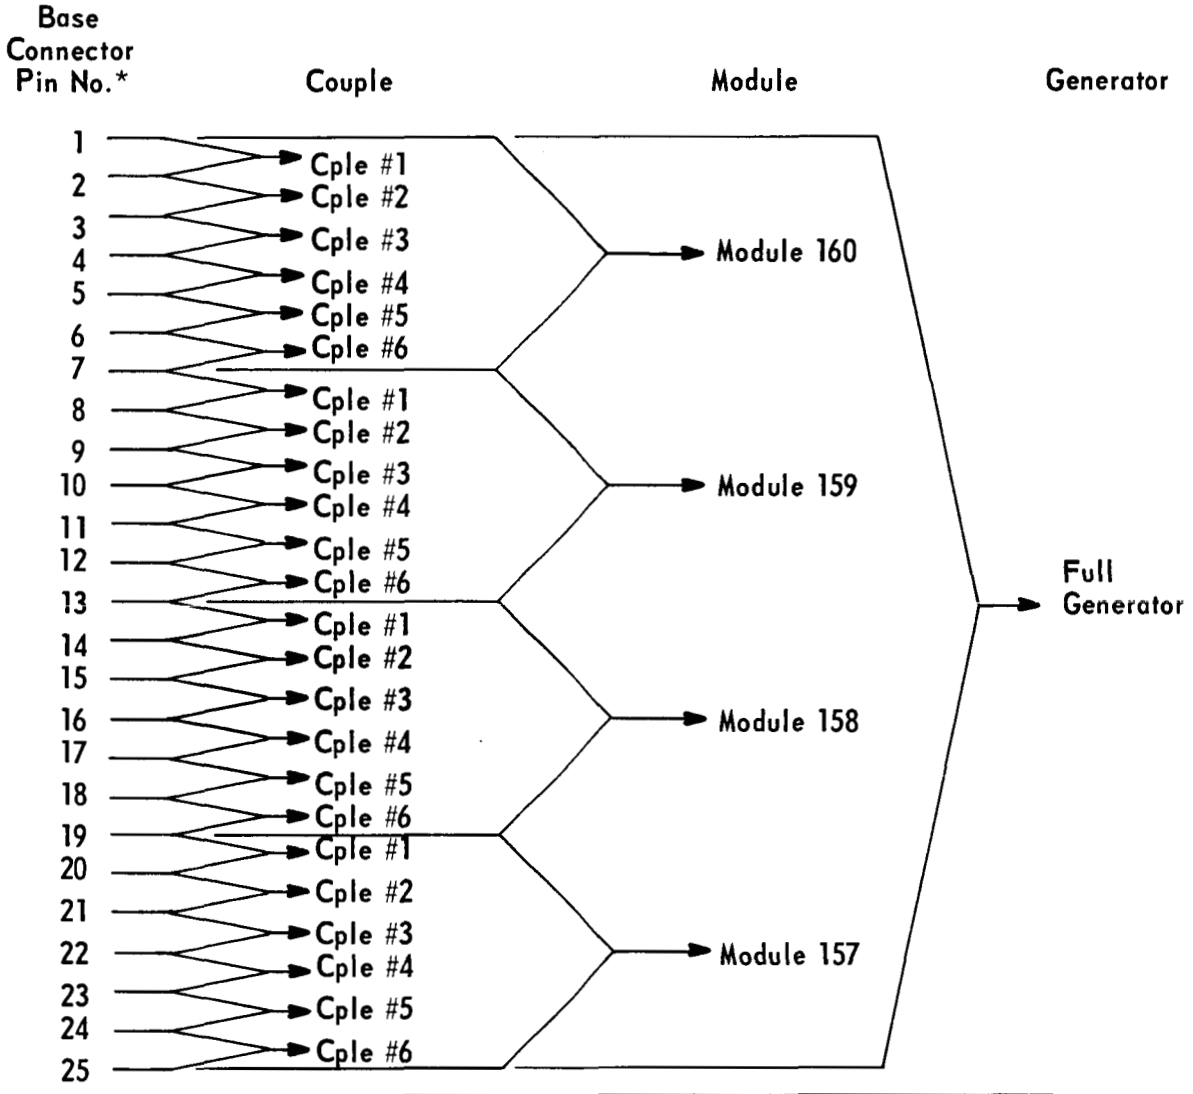 Base
Connector
Pin No.* Couple Module Generator
1
Cple #1
2
Cple #2
3
Cple #3
4
Module 160
Cple #4
5
Cple #5
6
Cple #6
7
Cple #1
8
Cple #2
9
Cple #3
10
Module 159
Cple #4
11
Cple #5
12
Full
Cple #6
13
Generator
Cple #1
14
Cple #2
15
Cple #3
16
Module 158
Cple #4
17
Cple #5
18
Cple #6
19
Cple #1
20
Cple #2
21
Cple #3
22
Module 157
Cple #4
23
Cple #5
24
Cple #6
25